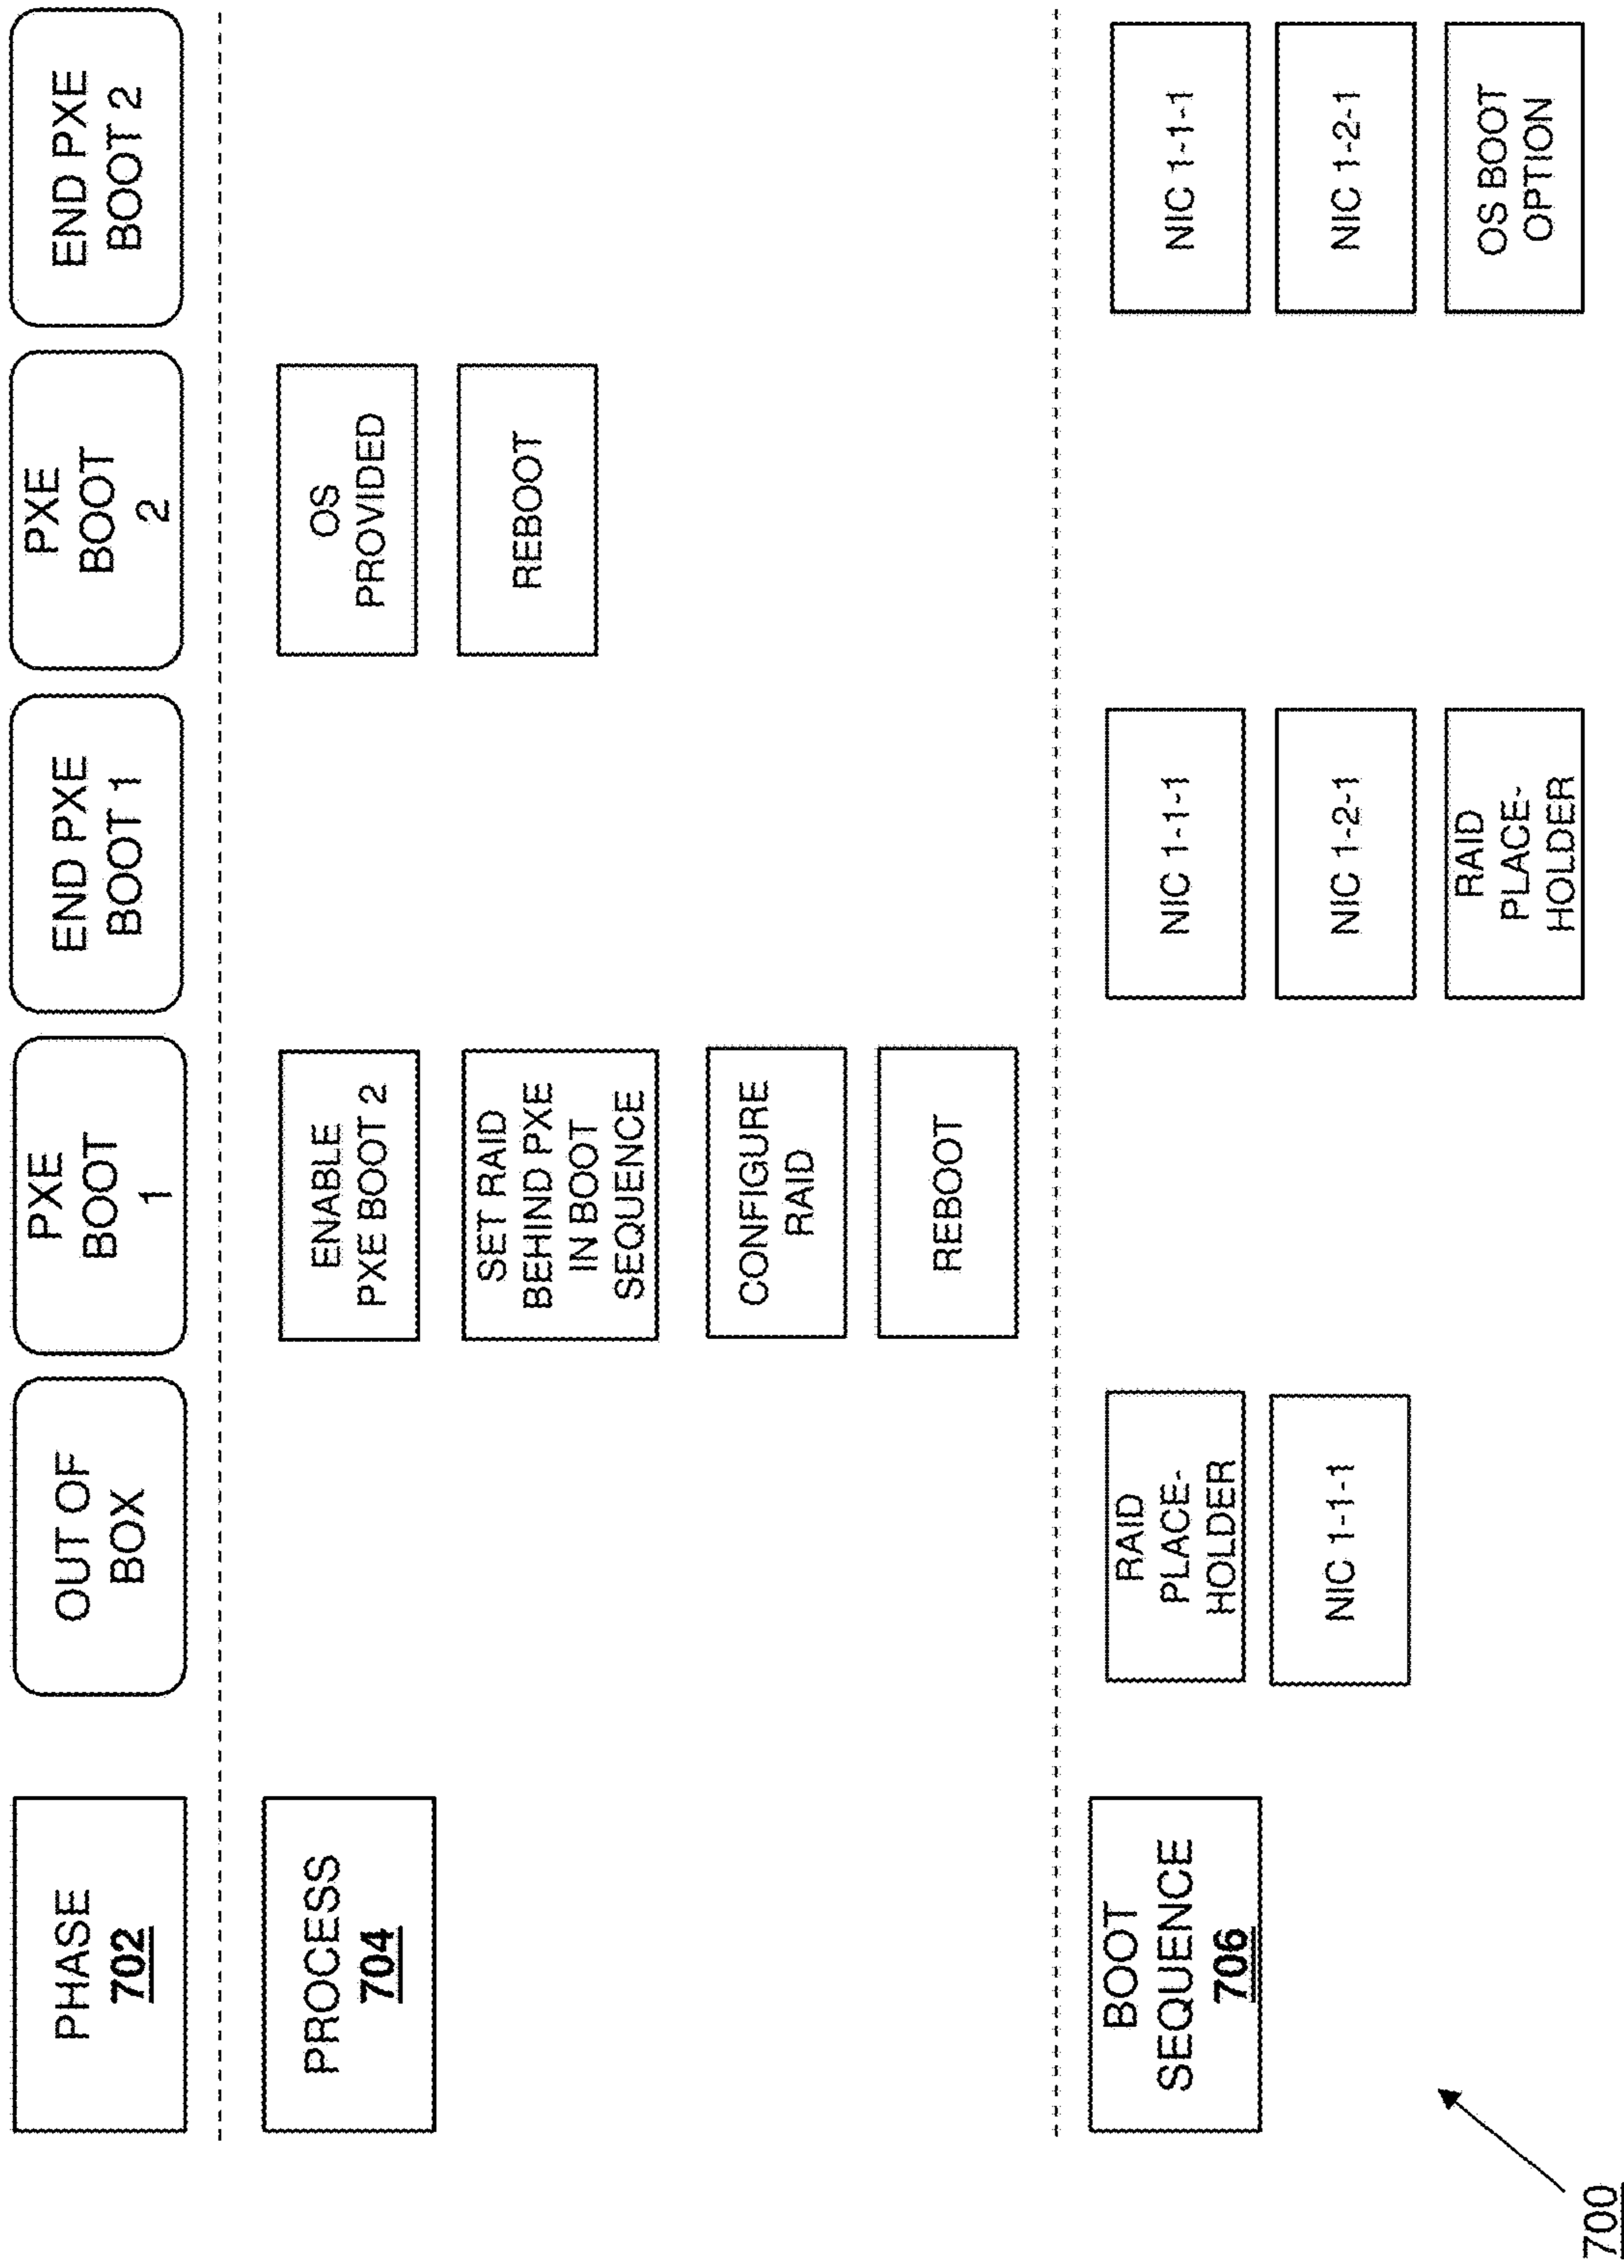 PHASE
702
OUT OF
BOX
PXE
BOOT
1
END PXE
BOOT 1
PXE
BOOT
2
END PXE
BOOT 2
PROCESS
704
ENABLE
PXE BOOT 2
SET RAID
BEHIND PXE
IN BOOT
SEQUENCE
CONFIGURE
RAID
REBOOT
OS
PROVIDED
REBOOT
BOOT
SEQUENCE
706
RAID
PLACE-
HOLDER
NIC 1-1-1
NIC 1-1-1
NIC 1-2-1
RAID
PLACE-
HOLDER
NIC 1-1-1
NIC 1-2-1
OS BOOT
OPTION
700